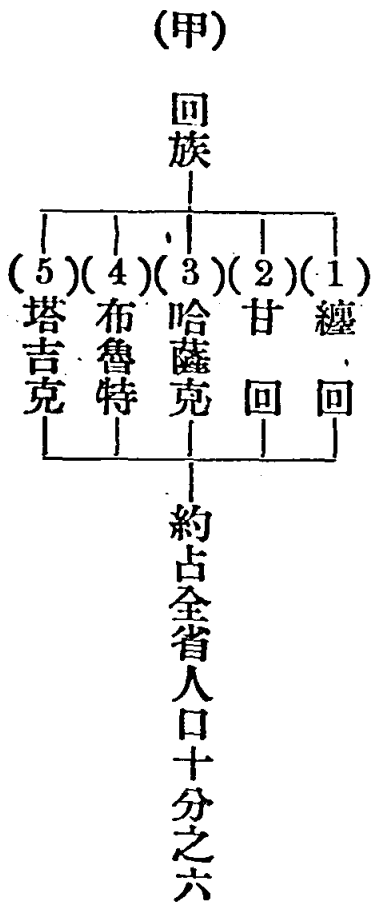 (甲)
回族
(1)纏回
(2)甘回
(3)哈薩克
(4)布魯特
(5)塔吉克
約占全省人口十分之六